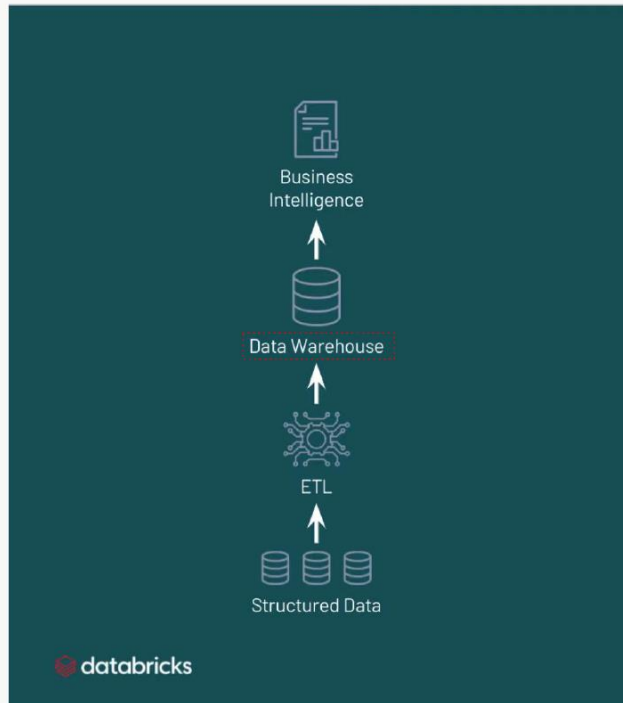 Business
Intelligence
Data Warehouse
ETL
Structured Data
databricks